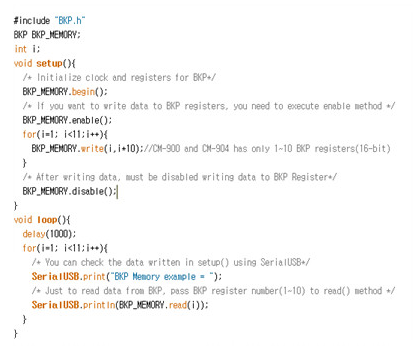 #include "BKP.h"
BKP BKP_MEMORY;
int i;
void setup(){
/* Initialize clock and registers for BKP*/
BKP_MEMORY.begin();
/* If you want to write data to BKP registers, you need to execute enable method */
BKP_MEMORY.enable();
for(i=1; i<11;i++){
BKP_MEMORY.write(i,i+10);//CM-900 and CM-904 has only 1~10 BKP registers(16-bit)
}
/* After writing data, must be disabled writing data to BKP Register*/
BKP_MEMORY.disable();
}
void loop(){
delay(1000);
for(i=1; i<11;i++){
/* You can check the data written in setup() using SerialUSB*/
SerialUSB.print("BKP Memory example = ");
/* Just to read data from BKP, pass BKP register number(1~10) to read() method */
SerialUSB.println(BKP_MEMORY.read(i));
}
}